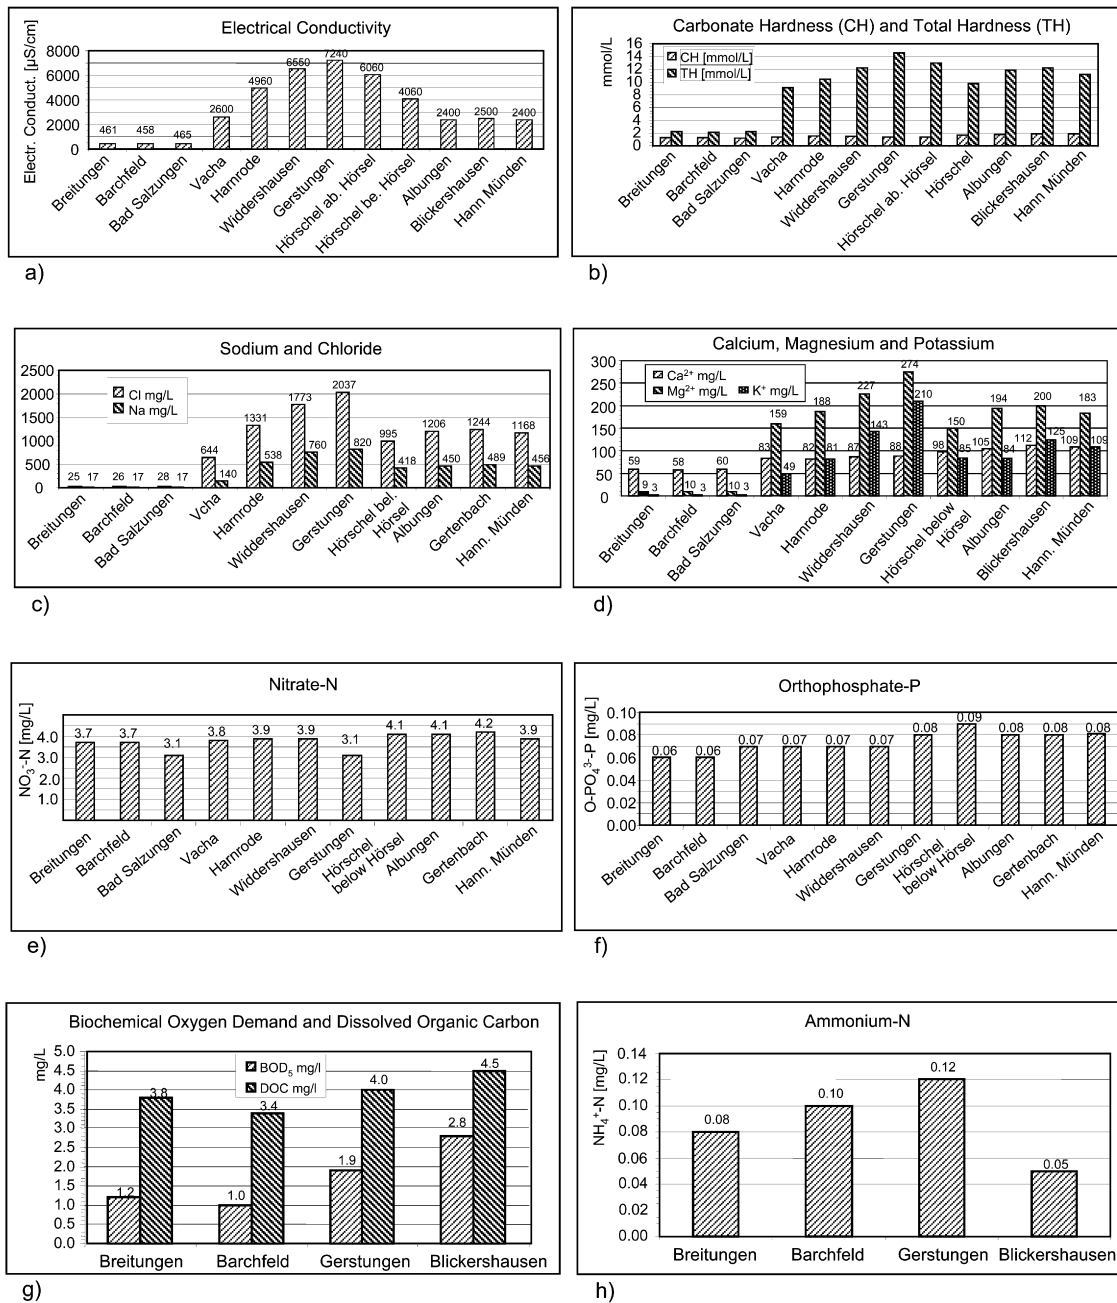 Electrical Conductivity
Electr. Conduct. [µS/cm]
8000
6000
4000
2000
0
461
458
465
2600
4960
6550
7240
6060
4060
2400
2500
2400
Breitungen
Barchfeld
Bad Salzungen
Vacha
Harnrode
Widdershausen
Gerstungen
Hörschel ab. Hörsel
Hörschel be. Hörsel
Albungen
Blickershausen
Hann Münden
a)
Carbonate Hardness (CH) and Total Hardness (TH)
mmol/L
16
14
12
10
8
6
4
2
0
CH [mmol/L]
TH [mmol/L]
Breitungen
Barchfeld
Bad Salzungen
Vacha
Harnrode
Widdershausen
Gerstungen
Hörschel ab. Hörsel
Hörschel
Albungen
Blickershausen
Hann Münden
b)
Sodium and Chloride
2500
2000
1500
1000
500
0
Cl mg/L
Na mg/L
25 17
26 17
28 17
644 140
1331 538
1773 760
2037 820
995 418
1206 450
1244 489
1168 456
Breitungen
Barchfeld
Bad Salzungen
Vcha
Harnrode
Widdershausen
Gerstungen
Hörschel bel.
Hörsel
Albungen
Gertenbach
Hann. Münden
c)
Calcium, Magnesium and Potassium
300
250
200
150
100
50
0
Ca²⁺ mg/L
Mg²⁺ mg/L K⁺ mg/L
59 9 3
58 10 3
60 10 3
83 159 49
82 188 81
87 227 143
88 274 210
98 150 85
105 194 84
112 200 125
109 183 109
Breitungen
Barchfeld
Bad Salzungen
Vacha
Harnrode
Widdershausen
Gerstungen
Hörschel below
Hörsel
Albungen
Blickershausen
Hann. Münden
d)
Nitrate-N
NO₃⁻-N [mg/L]
4.0
3.0
2.0
1.0
3.7
3.7
3.1
3.8
3.9
3.9
3.1
4.1
4.1
4.2
3.9
Breitungen
Barchfeld
Bad Salzungen
Vacha
Harnrode
Widdershausen
Gerstungen
Hörschel
below Hörsel
Albungen
Gertenbach
Hann. Münden
e)
Orthophosphate-P
O-PO₄³⁻-P [mg/L]
0.10
0.08
0.06
0.04
0.02
0.00
0.06
0.06
0.07
0.07
0.07
0.07
0.08
0.09
0.08
0.08
0.08
Breitungen
Barchfeld
Bad Salzungen
Vacha
Harnrode
Widdershausen
Gerstungen
Hörschel
below Hörsel
Albungen
Gertenbach
Hann. Münden
f)
Biochemical Oxygen Demand and Dissolved Organic Carbon
mg/L
5.0
4.5
4.0
3.5
3.0
2.5
2.0
1.5
1.0
0.5
0.0
BOD₅ mg/l
DOC mg/l
1.2 3.8
1.0 3.4
1.9 4.0
2.8 4.5
Breitungen
Barchfeld
Gerstungen
Blickershausen
g)
Ammonium-N
NH₄⁺-N [mg/L]
0.14
0.12
0.10
0.08
0.06
0.04
0.02
0.00
0.08
0.10
0.12
0.05
Breitungen
Barchfeld
Gerstungen
Blickershausen
h)